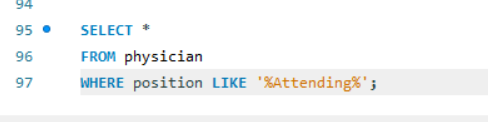 94
95 SELECT *
96 FROM physician
97 WHERE position LIKE '%Attending%';